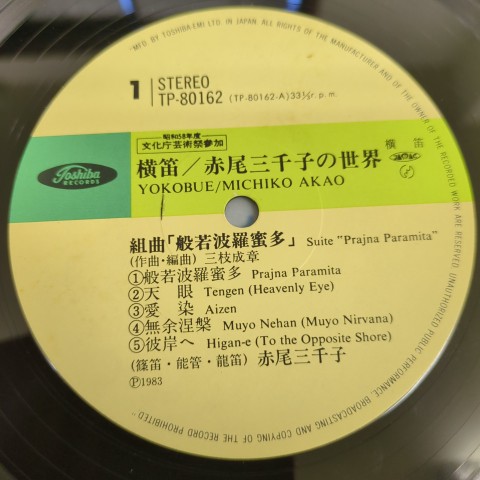 MFD. BY TOSHIBA-EMI LTD. IN JAPAN. ALL RIGHTS OF THE MANUFACTURER AND OF THE OWNER OF THE RECORDED WORK ARE RESERVED. UNAUTHORIZED PUBLIC PERFORMANCE, BROADCASTING AND COPYING OF THE RECORD PROHIBITED
1 STEREO
TP-80162 (TP-80162-A) 33⅓r.p.m.
昭和58年度
文化庁芸術祭参加
横笛
Toshiba
RECORDS
横笛/赤尾三千子の世界
YOKOBUE/MICHIKO AKAO
組曲「般若波羅蜜多」 Suite "Prajna Paramita"
(作曲・編曲) 三枝成章
①般若波羅蜜多 Prajna Paramita
②天 眼 Tengen (Heavenly Eye)
③愛 染 Aizen
④無余涅槃 Muyo Nehan (Muyo Nirvana)
⑤彼岸へ Higan-e (To the Opposite Shore)
(篠笛・能管・龍笛) 赤尾三千子
Ⓟ1983